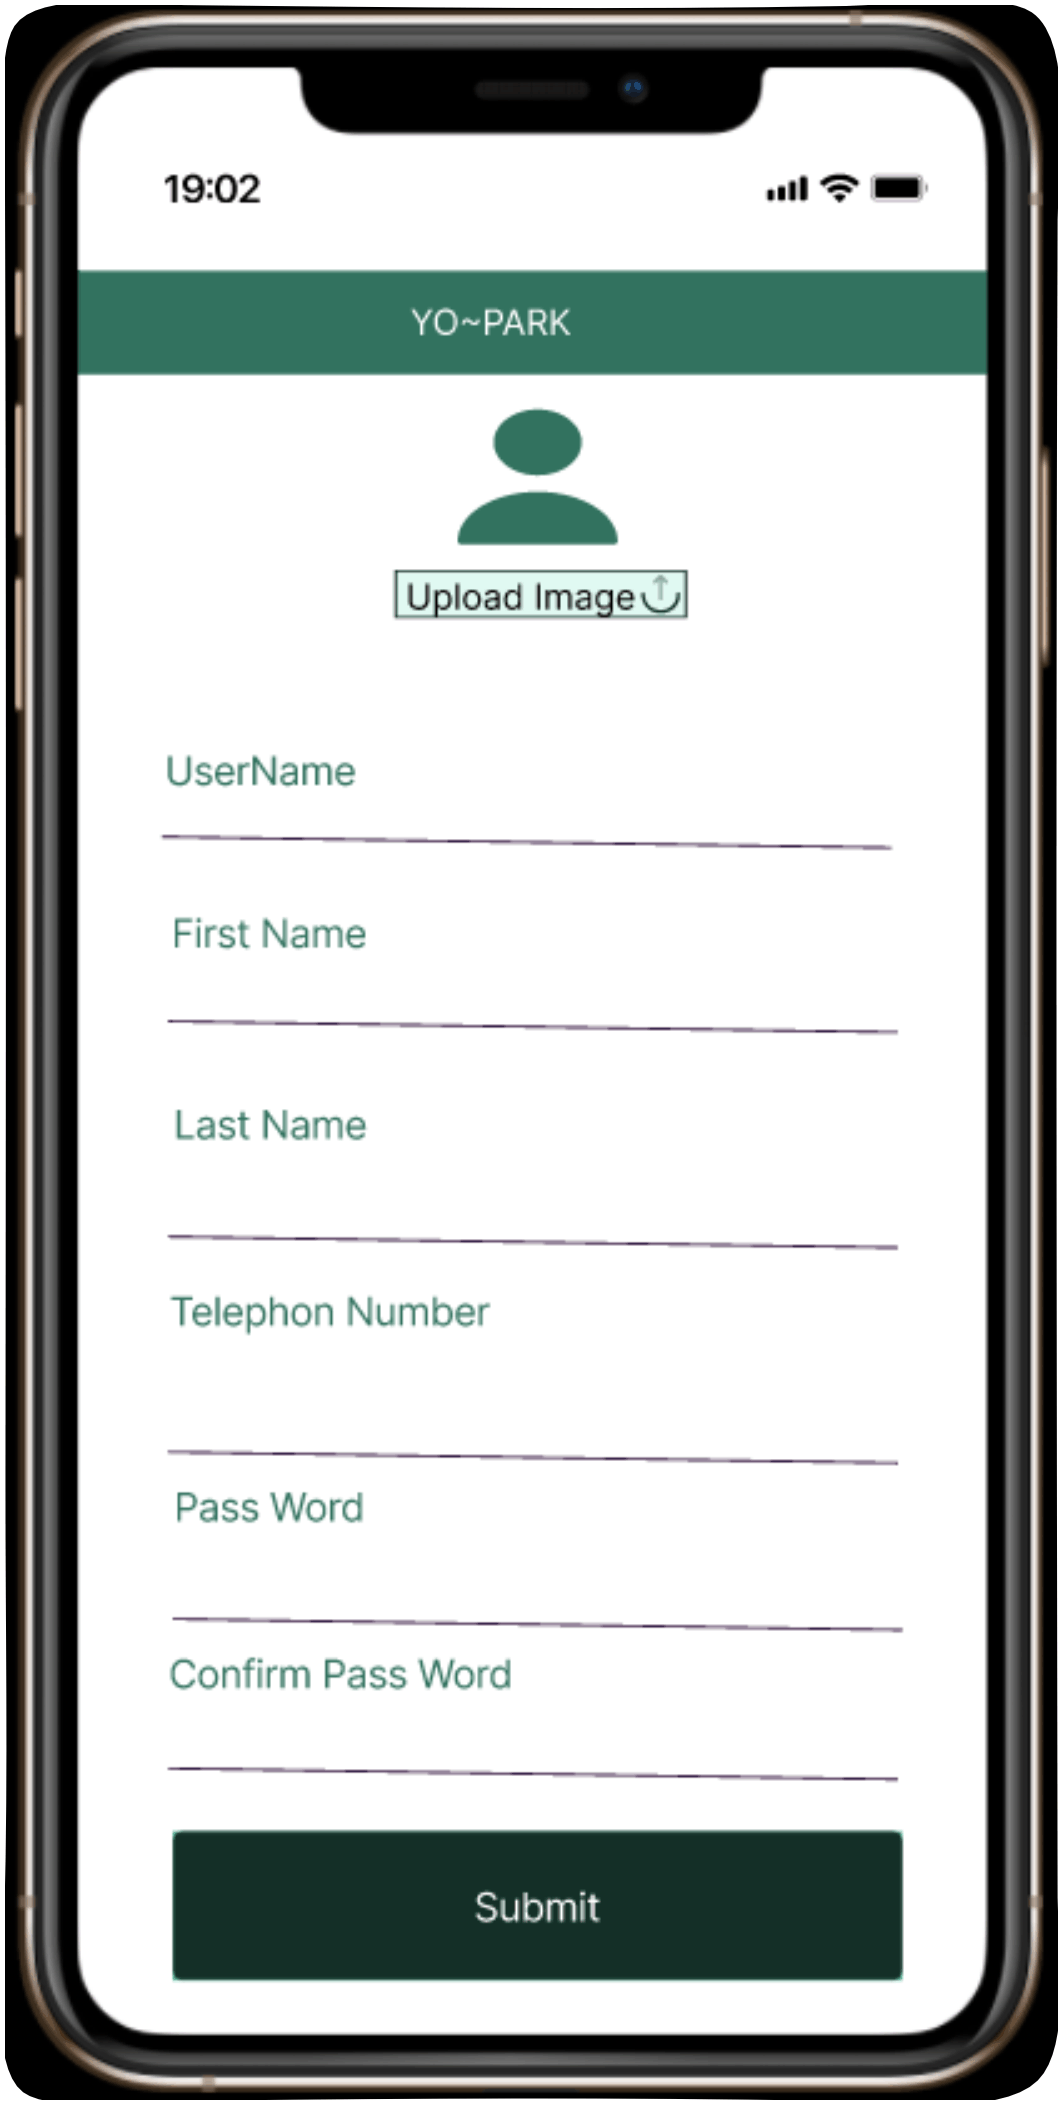 19:02
YO~PARK
Upload Image
UserName
First Name
Last Name
Telephon Number
Pass Word
Confirm Pass Word
Submit